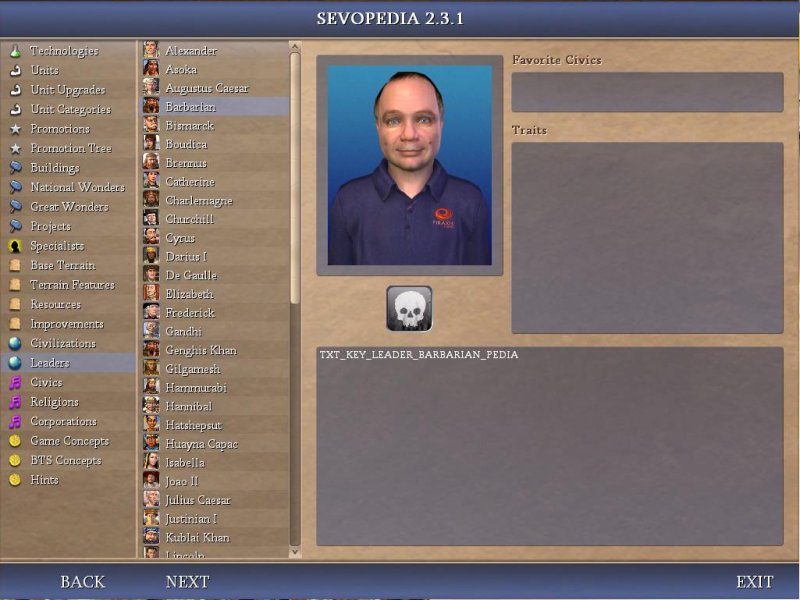 SEVOPEDIA 2.3.1
Technologies
Units
Unit Upgrades
Unit Categories
Promotions
Promotion Tree
Buildings
National Wonders
Great Wonders
Projects
Specialists
Base Terrain
Terrain Features
Resources
Improvements
Civilizations
Leaders
Civics
Religions
Corporations
Game Concepts
BTS Concepts
Hints
Alexander
Asoka
Augustus Caesar
Barbarian
Bismarck
Boudica
Brennus
Catherine
Charlemagne
Churchill
Cyrus
Darius I
De Gaulle
Elizabeth
Frederick
Gandhi
Genghis Khan
Gilgamesh
Hammurabi
Hannibal
Hatshepsut
Huayna Capac
Isabella
Joao II
Julius Caesar
Justinian I
Kublai Khan
Lincoln
FIRAXIS
Favorite Civics
Traits
TXT_KEY_LEADER_BARBARIAN_PEDIA
BACK
NEXT
EXIT